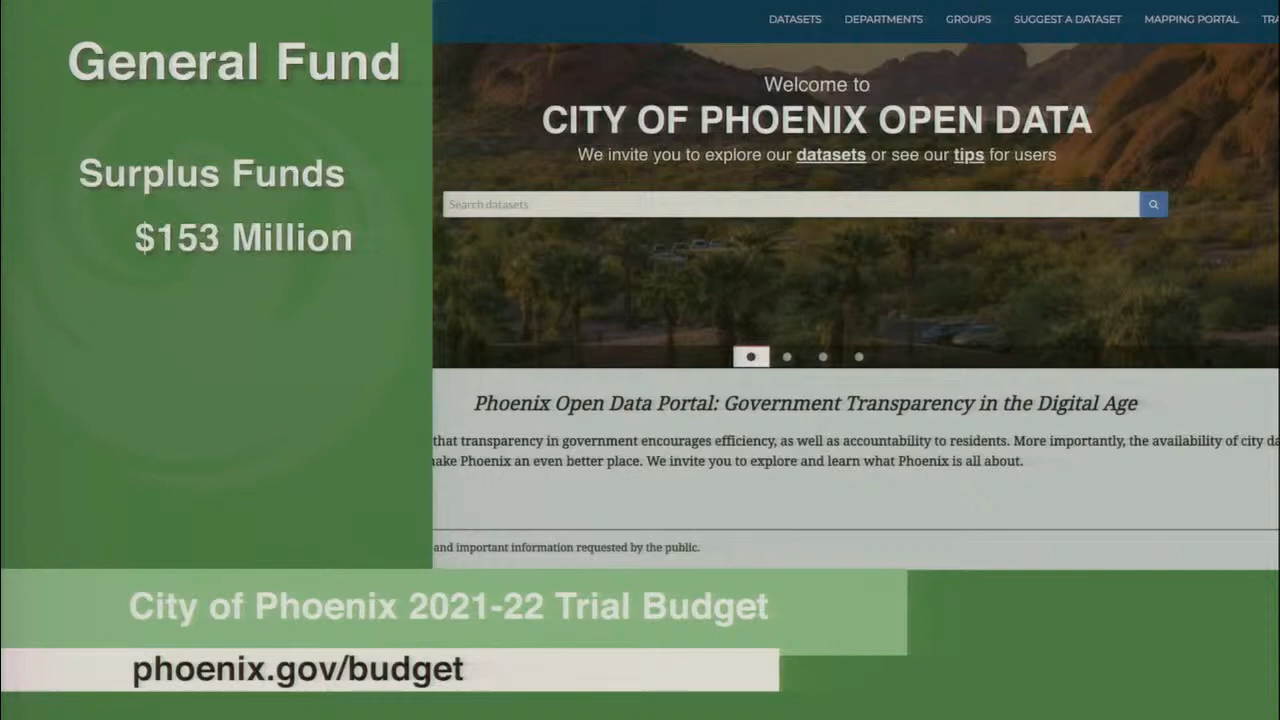 General Fund
Surplus Funds
$153 Million
DATASETS DEPARTMENTS GROUPS SUGGEST A DATASET MAPPING PORTAL
Welcome to
CITY OF PHOENIX OPEN DATA
We invite you to explore our datasets or see our tips for users
Search datasets
Phoenix Open Data Portal: Government Transparency in the Digital Age
that transparency in government encourages efficiency, as well as accountability to residents. More importantly, the availability of city
Phoenix an even better place. We invite you to explore and learn what Phoenix is all about.
and important information requested by the public.
City of Phoenix 2021-22 Trial Budget
phoenix.gov/budget